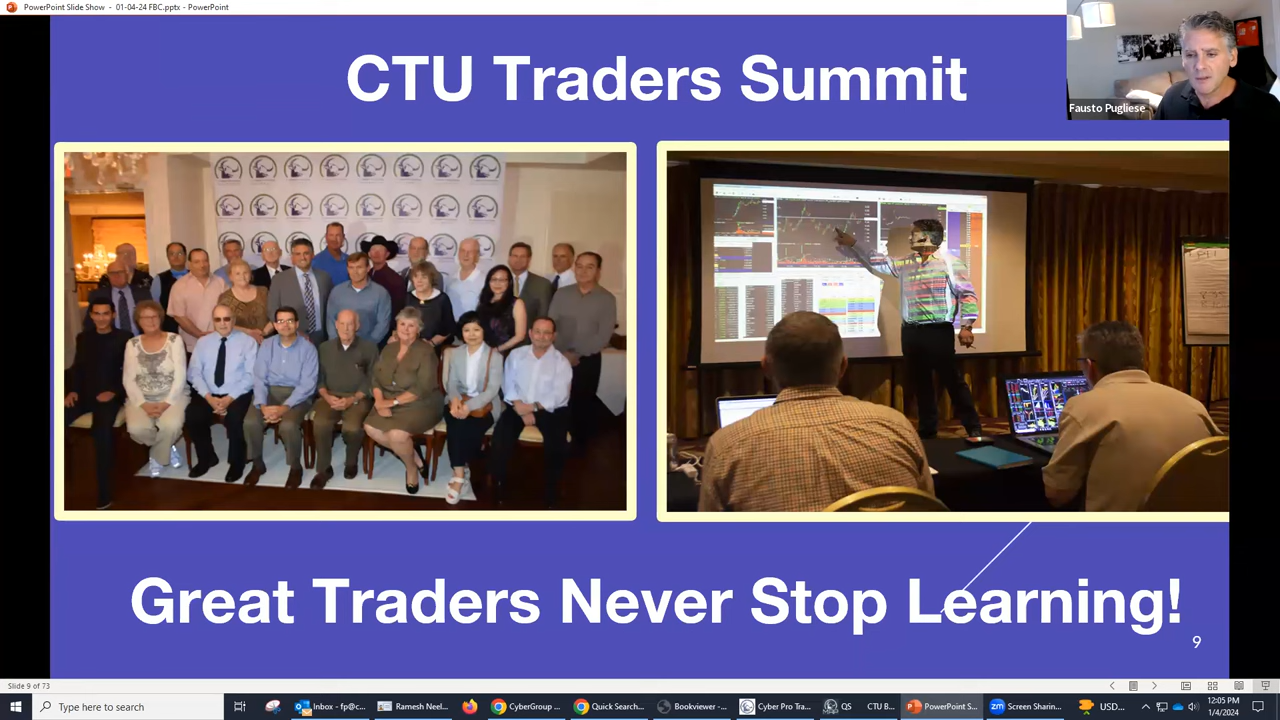 PowerPoint Slide Show - 01-04-24 FBC.pptx - PowerPoint
CTU Traders Summit
Fausto Pugliese
Great Traders Never Stop Learning!
9
Slide 9 of 73
Type here to search
Inbox - fp@c...
Ramesh Neel...
CyberGroup ...
Quick Search...
Bookviewer - ...
Cyber Pro Tra...
QS
CTU B...
PowerPoint S...
Screen Sharin...
USD...
12:05 PM
1/4/2024